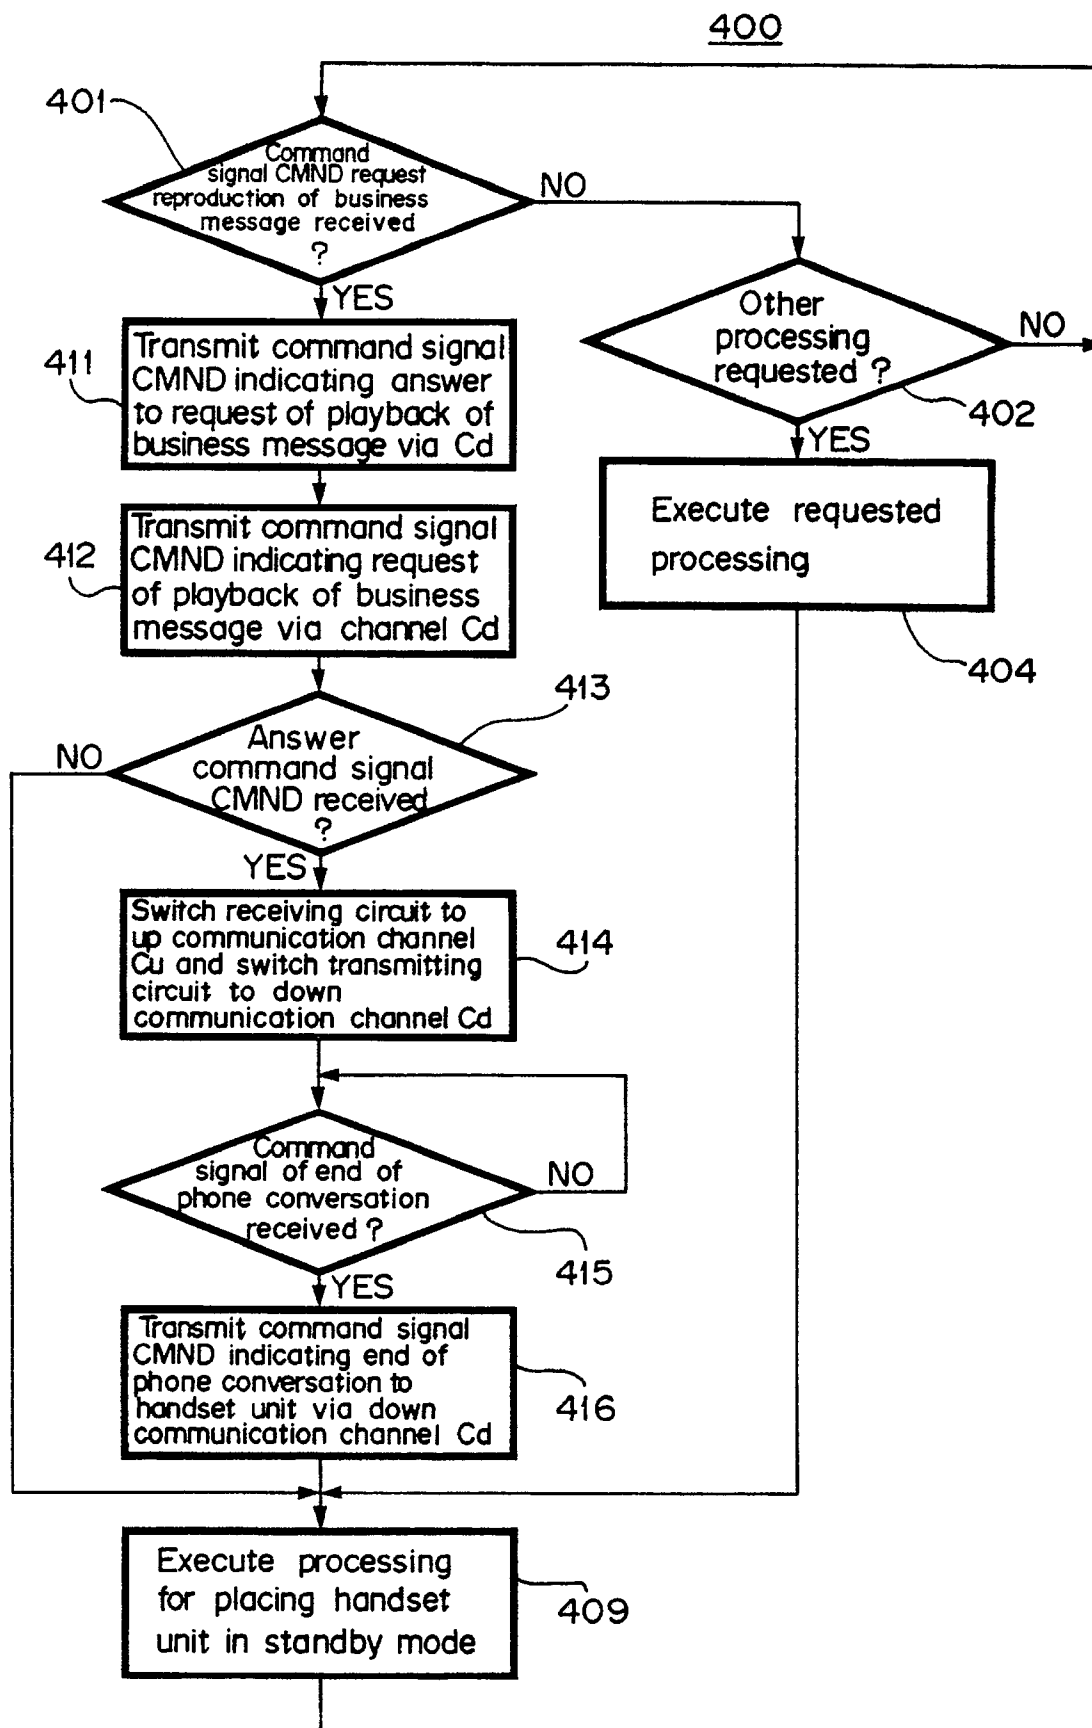 400
401
Command
signal CMND request
reproduction of business
message received
?
NO
YES
Other
processing
requested ?
NO
402
YES
411
Transmit command signal
CMND indicating answer
to request of playback of
business message via Cd
Execute requested
processing
404
412
Transmit command signal
CMND indicating request
of playback of business
message via channel Cd
413
Answer
command signal
CMND received
?
NO
YES
Switch receiving circuit to
up communication channel
Cu and switch transmitting
circuit to down
communication channel Cd
414
Command
signal of end of
phone conversation
received ?
NO
415
YES
Transmit command signal
CMND indicating end of
phone conversation to
handset unit via down
communication channel Cd
416
Execute processing
for placing handset
unit in standby mode
409